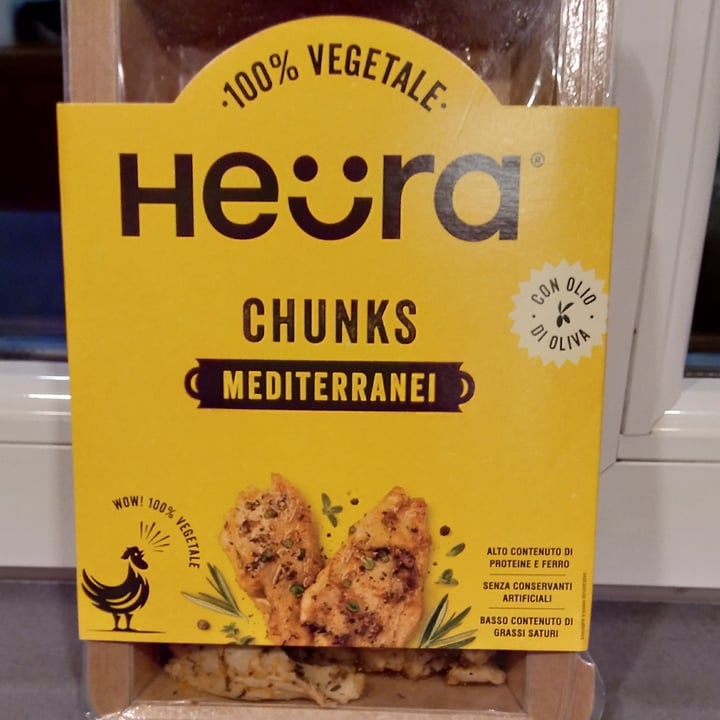 ·100% VEGETALE·
Heüra®
CHUNKS
MEDITERRANEI
CON OLIO
· DI OLIVA ·
WOW! 100% VEGETALE
ALTO CONTENUTO DI
PROTEINE E FERRO
SENZA CONSERVANTI
ARTIFICIALI
BASSO CONTENUTO DI
GRASSI SATURI